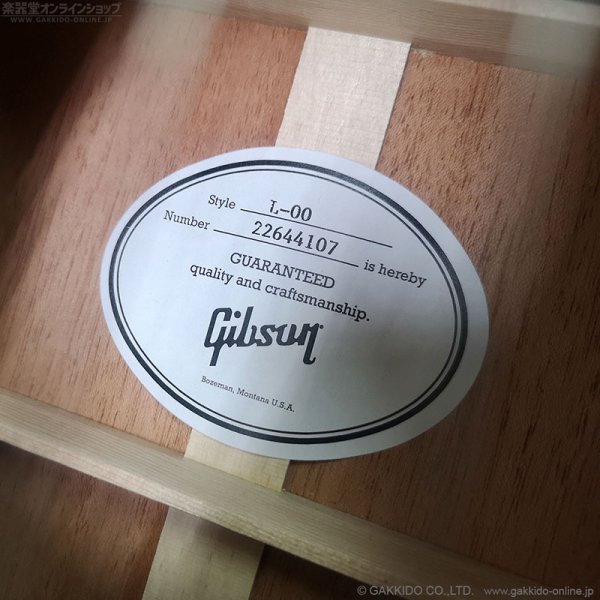 楽器堂オンラインショップ
www.GAKKIDO-ONLINE.com
Style L-00
Number 22644107 is hereby
GUARANTEED
quality and craftsmanship.
Gibson
Bozeman, Montana U.S.A.
© GAKKIDO CO.,LTD. www.gakkido-online.jp